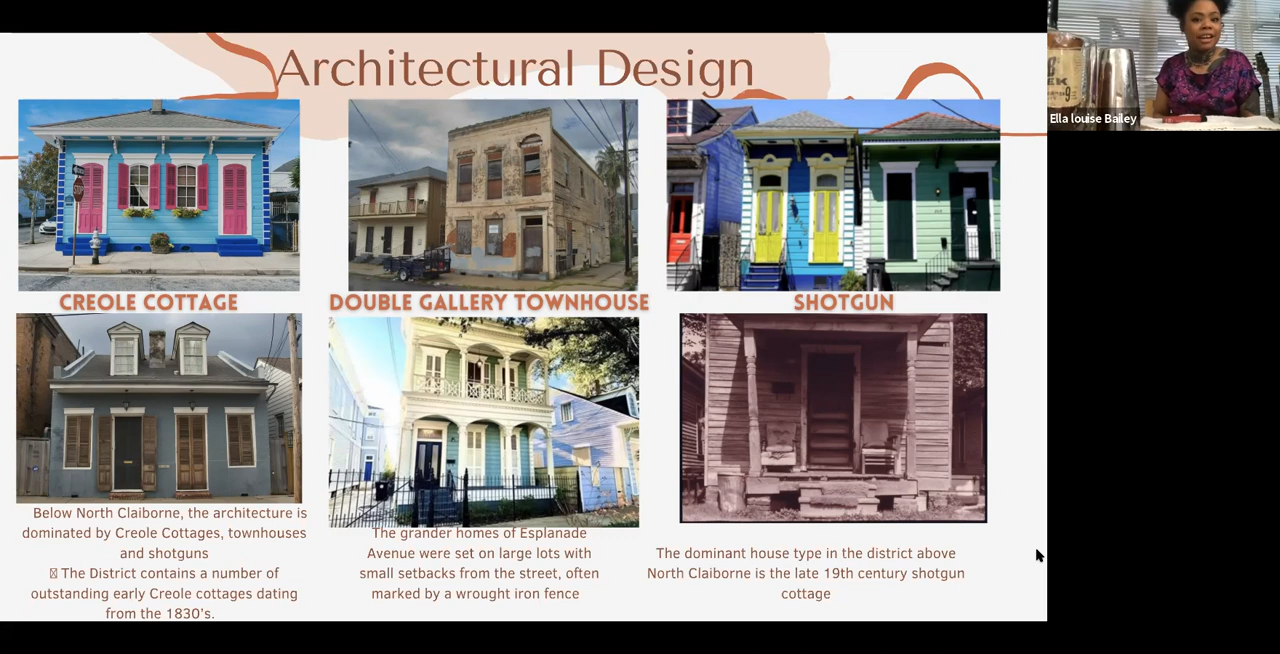 Architectural Design
Ella louise Bailey
CREOLE COTTAGE
DOUBLE GALLERY TOWNHOUSE
SHOTGUN
Below North Claiborne, the architecture is
dominated by Creole Cottages, townhouses
and shotguns
The District contains a number of
outstanding early Creole cottages dating
from the 1830's.
The grander homes of Esplanade
Avenue were set on large lots with
small setbacks from the street, often
marked by a wrought iron fence
The dominant house type in the district above
North Claiborne is the late 19th century shotgun
cottage